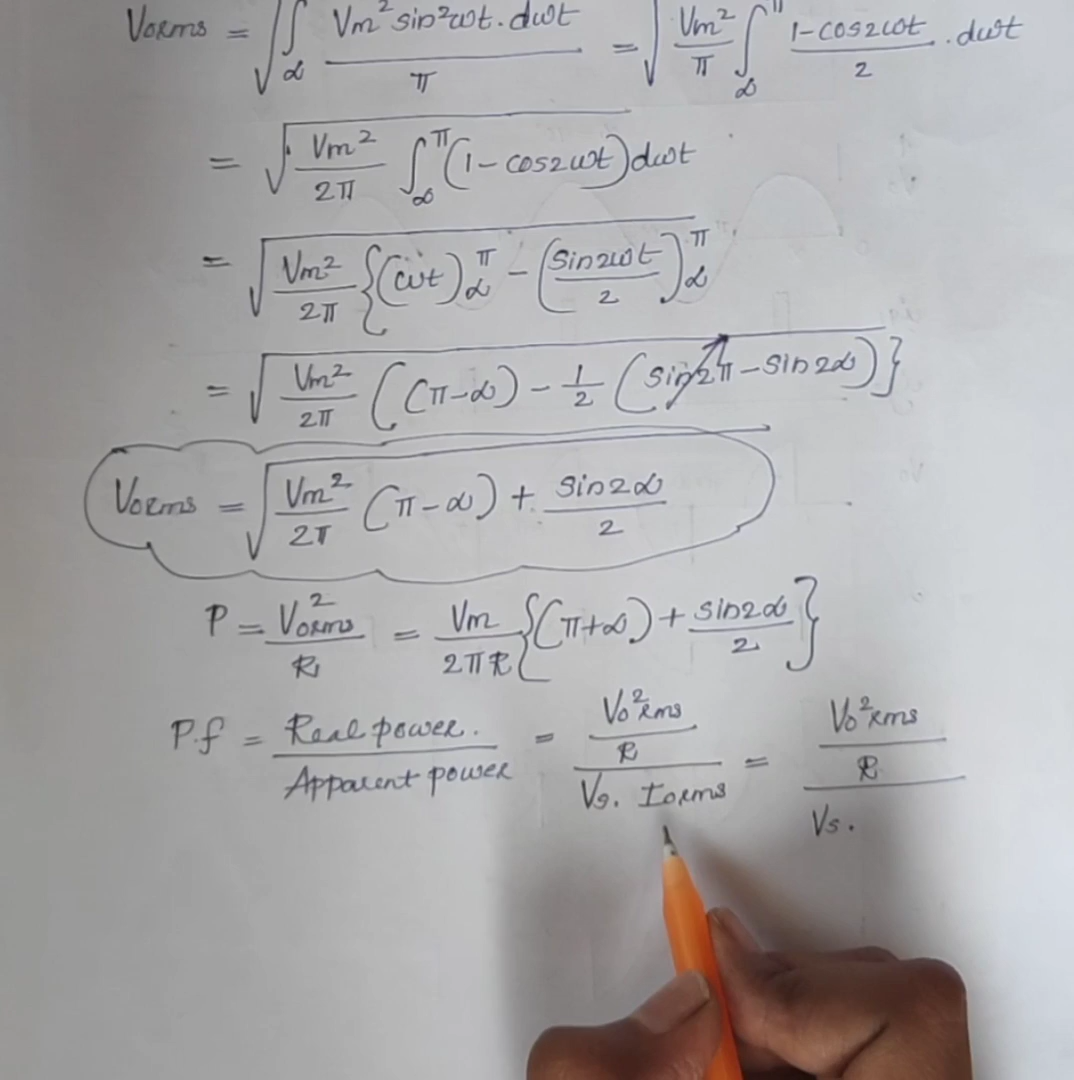 Vorms = √∫α Vm² sin²ωt . dωt / π = √Vm²/π ∫α^π 1-cos2ωt / 2 . dωt
= √Vm²/2π ∫α^π (1-cos2ωt) dωt
= √Vm²/2π {(ωt)α^π - (sin2ωt/2)α^π
= √Vm²/2π ((π-α) - 1/2 (sin2π - sin2α)}
Vorms = √Vm²/2π (π-α) + sin2α/2
P = Vorms²/R = Vm/2πR {(π+α) + sin2α/2}
P.f = Real power. / Apparent power = Vo²rms/R / Vs. Iorms = Vo²rms/R / Vs.